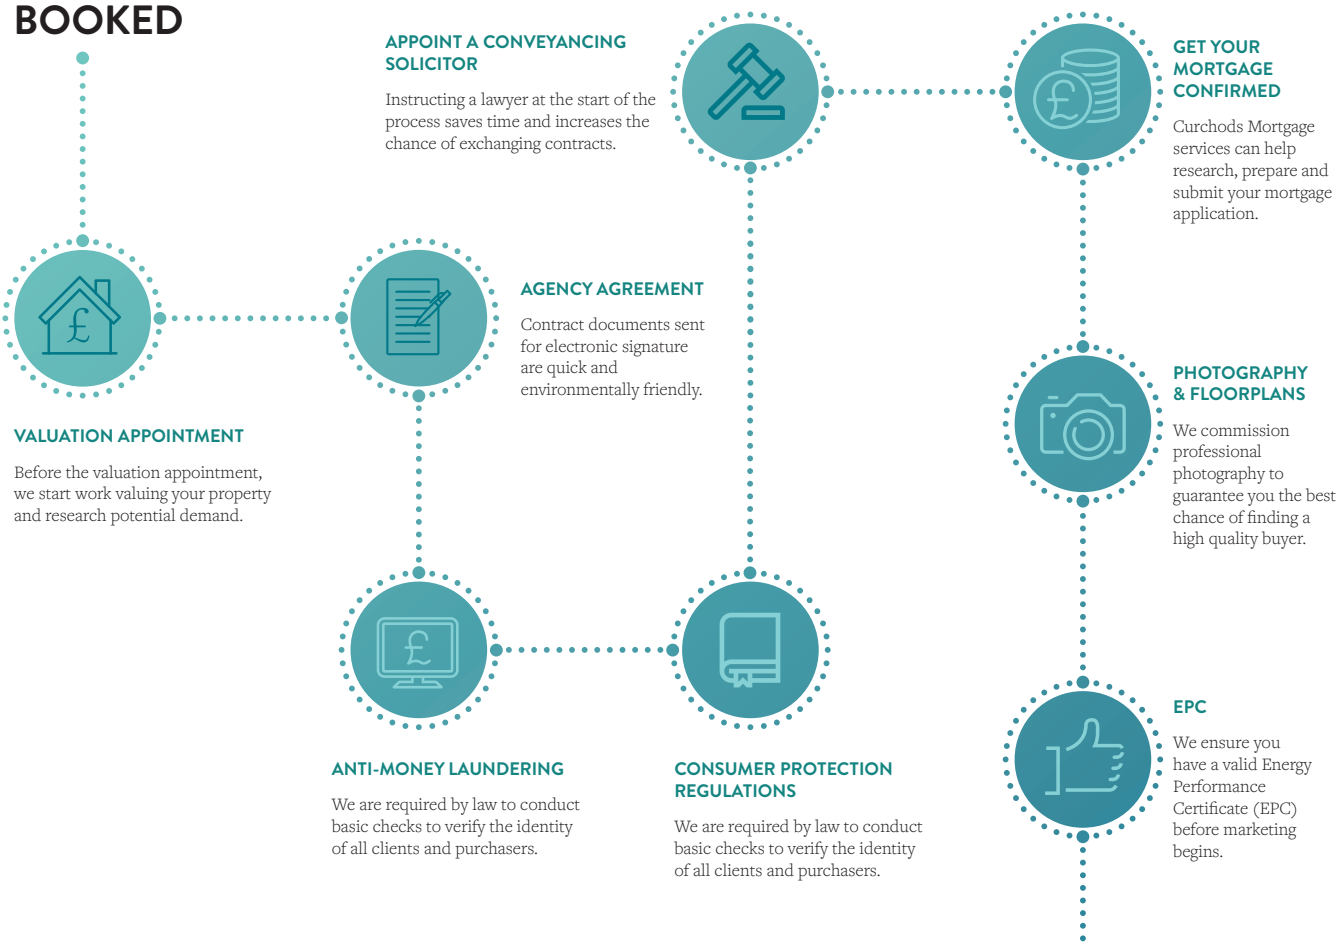 BOOKED
APPOINT A CONVEYANCING
SOLICITOR
Instructing a lawyer at the start of the
process saves time and increases the
chance of exchanging contracts.
GET YOUR
MORTGAGE
CONFIRMED
Curchods Mortgage
services can help
research, prepare and
submit your mortgage
application.
£
£
AGENCY AGREEMENT
Contract documents sent
for electronic signature
are quick and
environmentally friendly.
VALUATION APPOINTMENT
Before the valuation appointment,
we start work valuing your property
and research potential demand.
PHOTOGRAPHY
& FLOORPLANS
We commission
professional
photography to
guarantee you the best
chance of finding a
high quality buyer.
£
ANTI-MONEY LAUNDERING
We are required by law to conduct
basic checks to verify the identity
of all clients and purchasers.
CONSUMER PROTECTION
REGULATIONS
We are required by law to conduct
basic checks to verify the identity
of all clients and purchasers.
EPC
We ensure you
have a valid Energy
Performance
Certificate (EPC)
before marketing
begins.